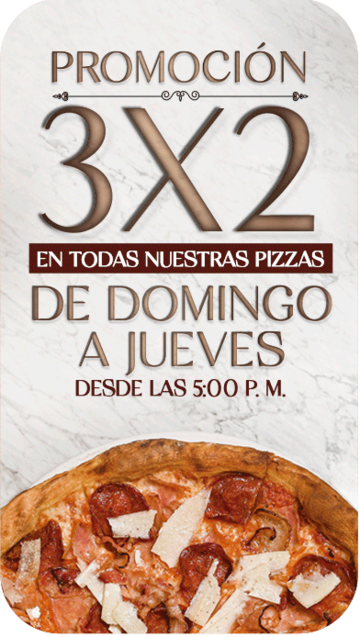 PROMOCIÓN
3X2
EN TODAS NUESTRAS PIZZAS
DE DOMINGO
A JUEVES
DESDE LAS 5:00 P. M.